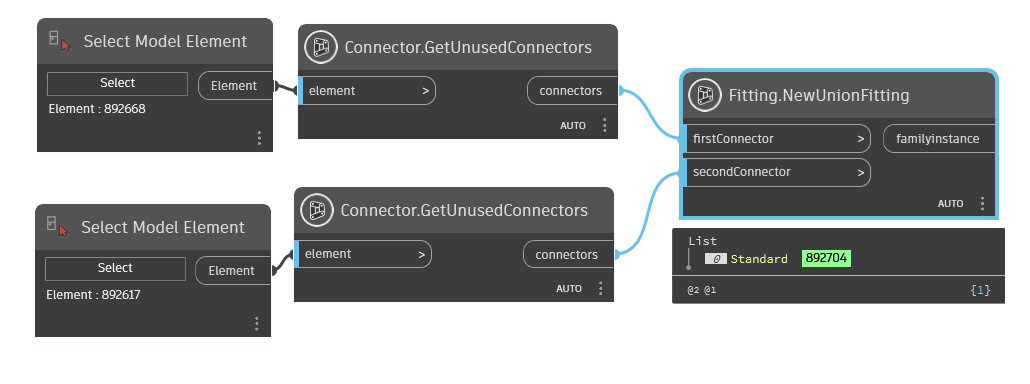 Select Model Element
Select
Element
Element : 892668
Connector.GetUnusedConnectors
element >
connectors
AUTO
Fitting.NewUnionFitting
firstConnector >
familyinstance
secondConnector >
AUTO
Select Model Element
Select
Element
Element : 892617
Connector.GetUnusedConnectors
element >
connectors
AUTO
List
0 Standard 892704
@2 @1 {1}